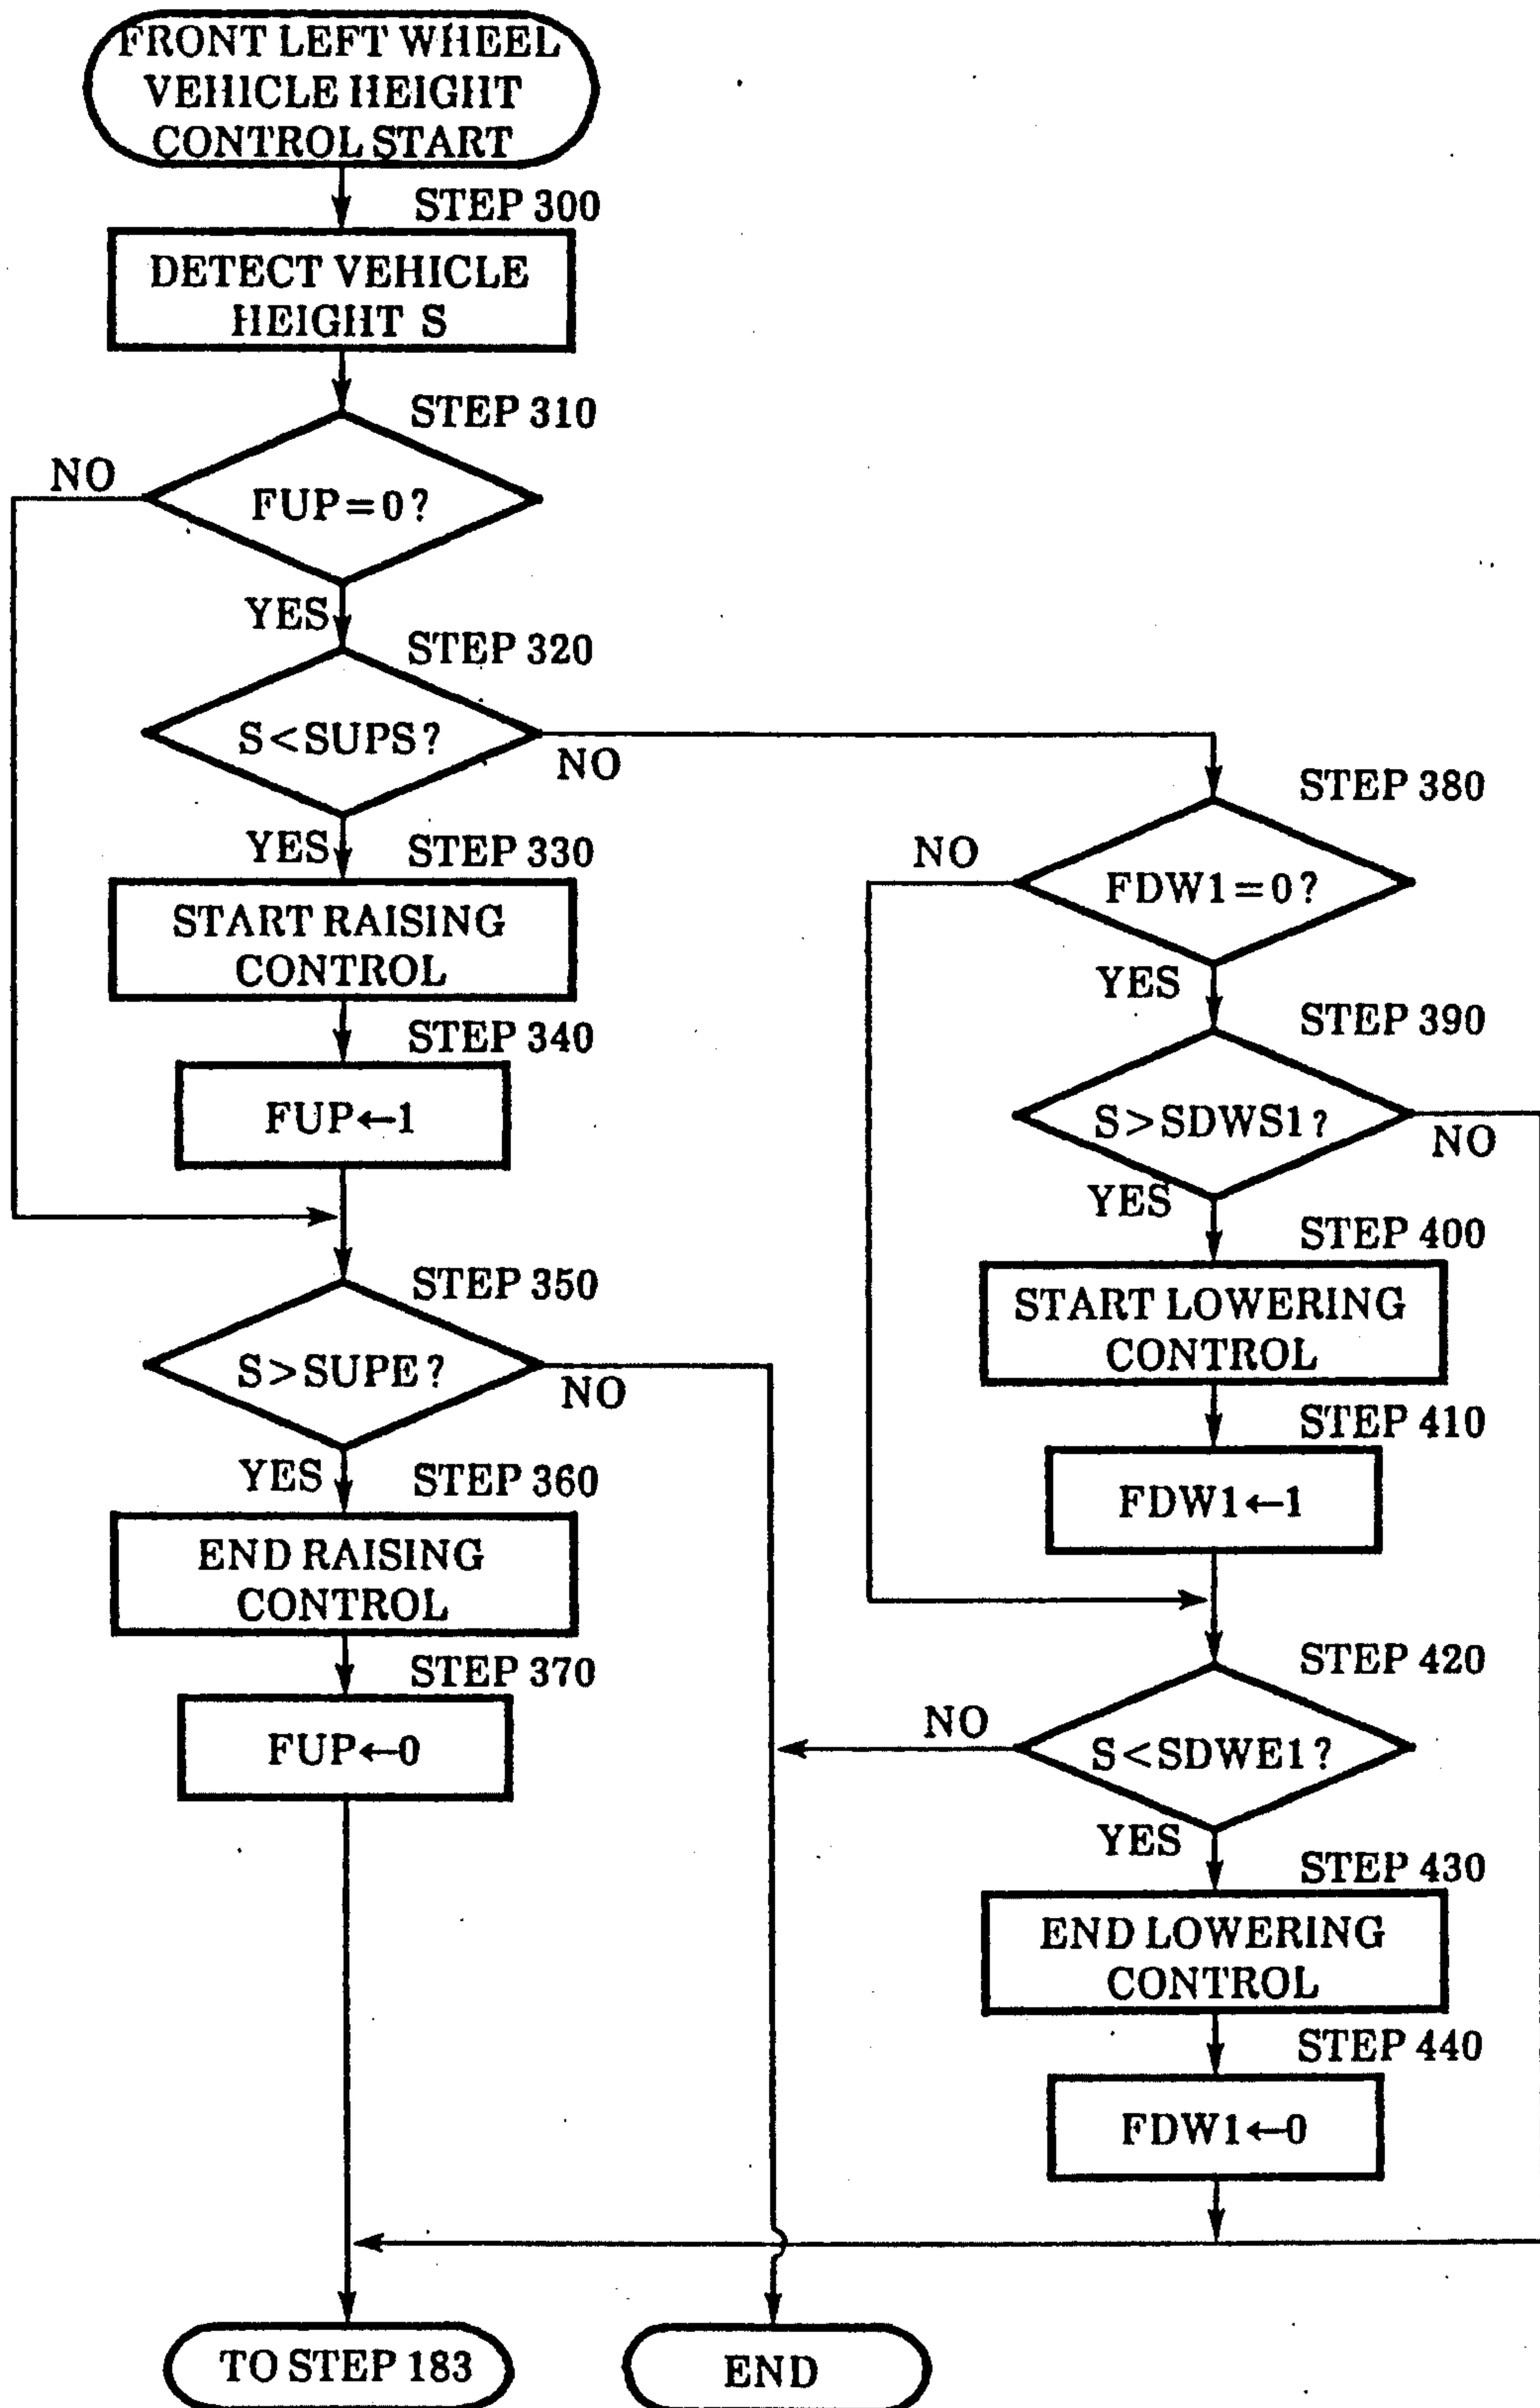 FRONT LEFT WHEEL
VEHICLE HEIGHT
CONTROL START
STEP 300
DETECT VEHICLE
HEIGHT S
STEP 310
NO
FUP=0?
YES
STEP 320
S<SUPS?
NO
YES
STEP 330
START RAISING
CONTROL
STEP 340
FUP←1
STEP 350
S>SUPE?
NO
YES
STEP 360
END RAISING
CONTROL
STEP 370
FUP←0
TO STEP 183
STEP 380
NO
FDW1=0?
YES
STEP 390
S>SDWS1?
NO
YES
STEP 400
START LOWERING
CONTROL
STEP 410
FDW1←1
STEP 420
NO
S<SDWE1?
YES
STEP 430
END LOWERING
CONTROL
STEP 440
FDW1←0
END